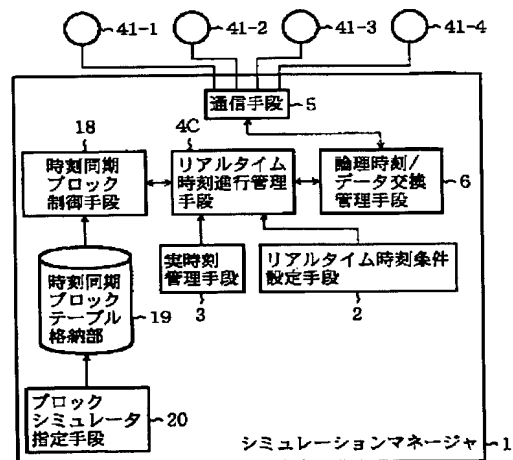 41-1
41-2
41-3
41-4
通信手段
5
18
時刻同期
ブロック
制御手段
4C
リアルタイム
時刻進行管理
手段
論理時刻/
データ交換
管理手段
6
実時刻
管理手段
3
リアルタイム時刻条件
設定手段
2
時刻同期
ブロック
テーブル
格納部
19
ブロック
シミュレータ
指定手段
20
シミュレーションマネージャ 1